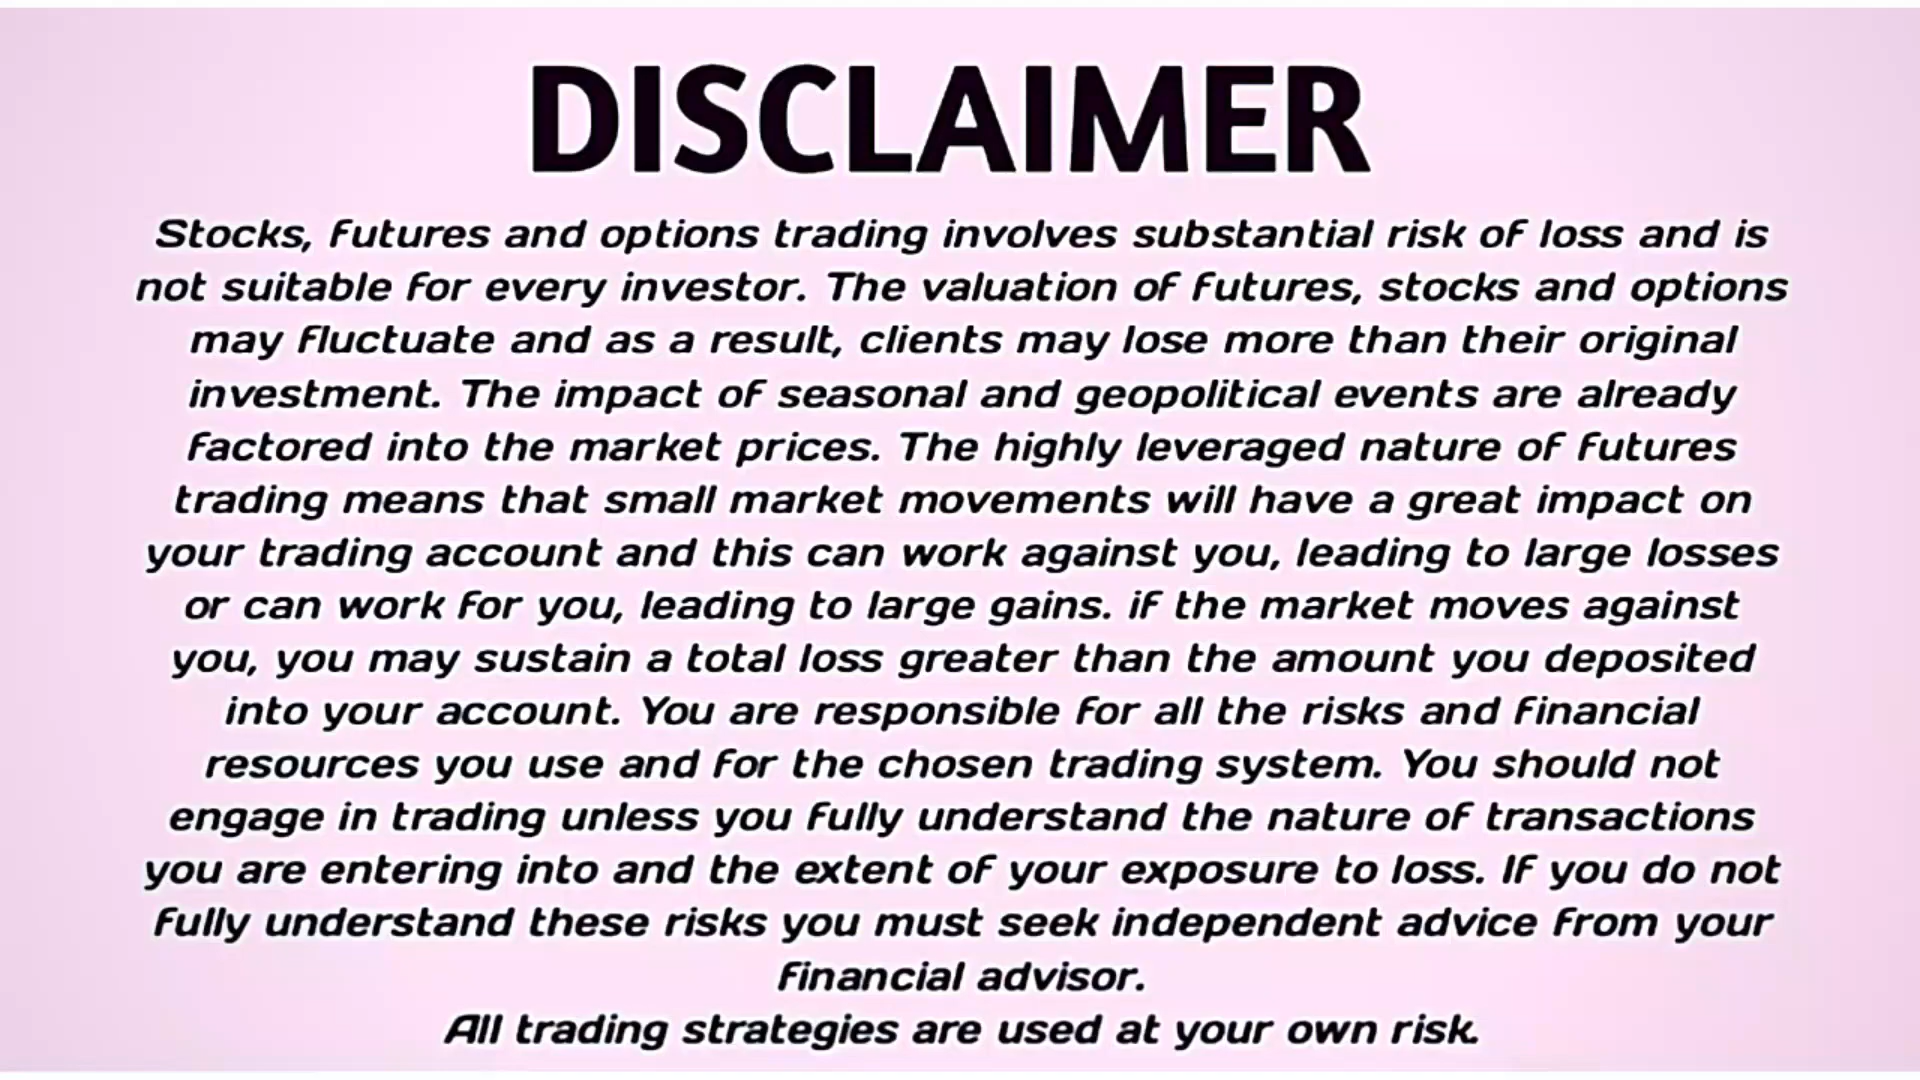 DISCLAIMER
Stocks, futures and options trading involves substantial risk of loss and is
not suitable for every investor. The valuation of futures, stocks and options
may fluctuate and as a result, clients may lose more than their original
investment. The impact of seasonal and geopolitical events are already
factored into the market prices. The highly leveraged nature of futures
trading means that small market movements will have a great impact on
your trading account and this can work against you, leading to large losses
or can work for you, leading to large gains. if the market moves against
you, you may sustain a total loss greater than the amount you deposited
into your account. You are responsible for all the risks and financial
resources you use and for the chosen trading system. You should not
engage in trading unless you fully understand the nature of transactions
you are entering into and the extent of your exposure to loss. If you do not
fully understand these risks you must seek independent advice from your
financial advisor.
All trading strategies are used at your own risk.